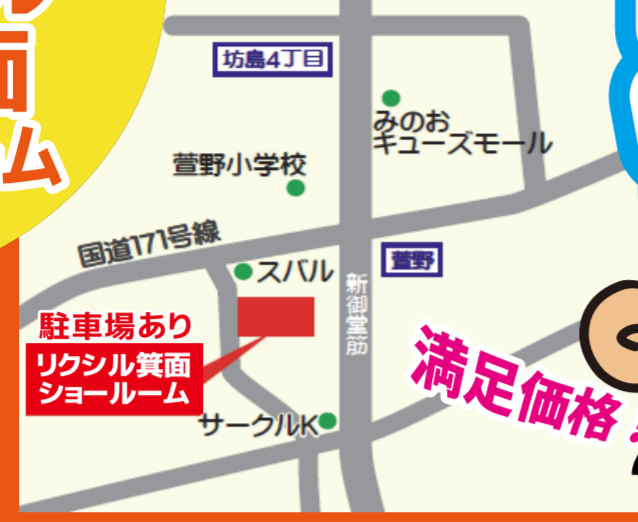 面
ム
坊島4丁目
みのお
キューズモール
萱野小学校
国道171号線
スバル
萱野
新御堂筋
駐車場あり
リクシル箕面
ショールーム
満足価格
サークルK